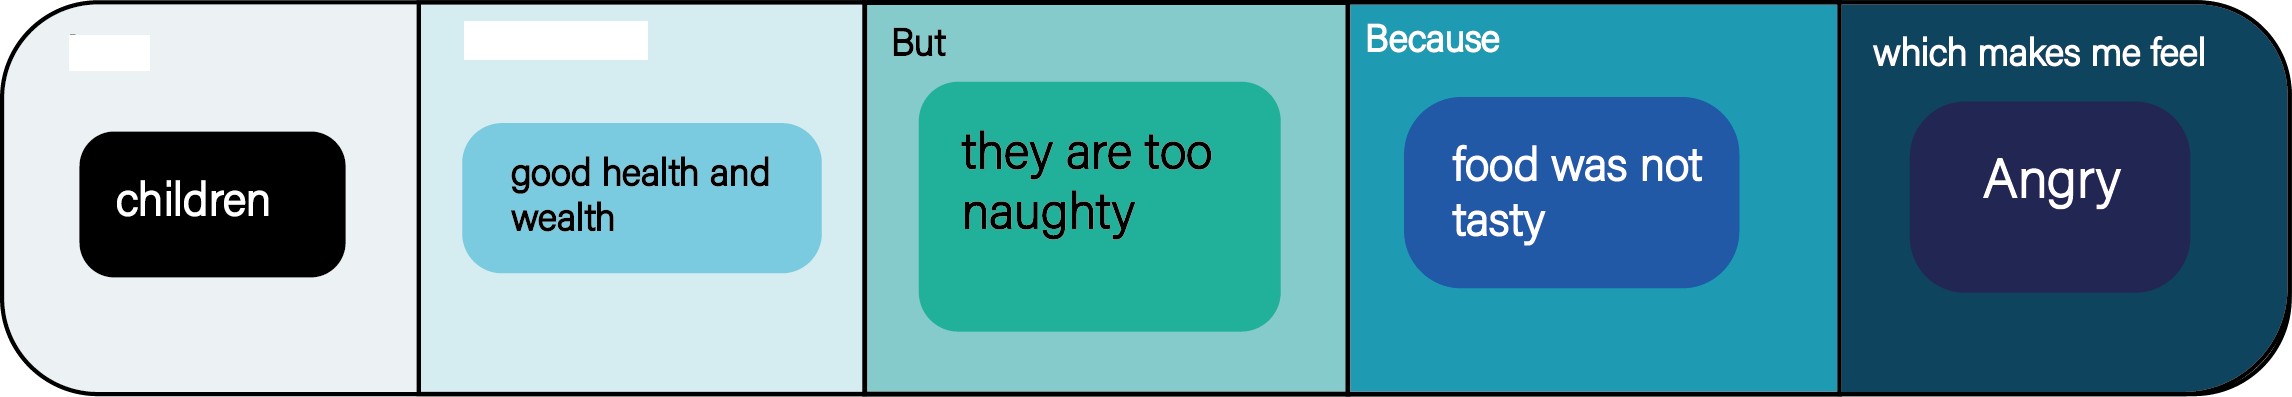 children
good health and
wealth
But
they are too
naughty
Because
food was not
tasty
which makes me feel
Angry